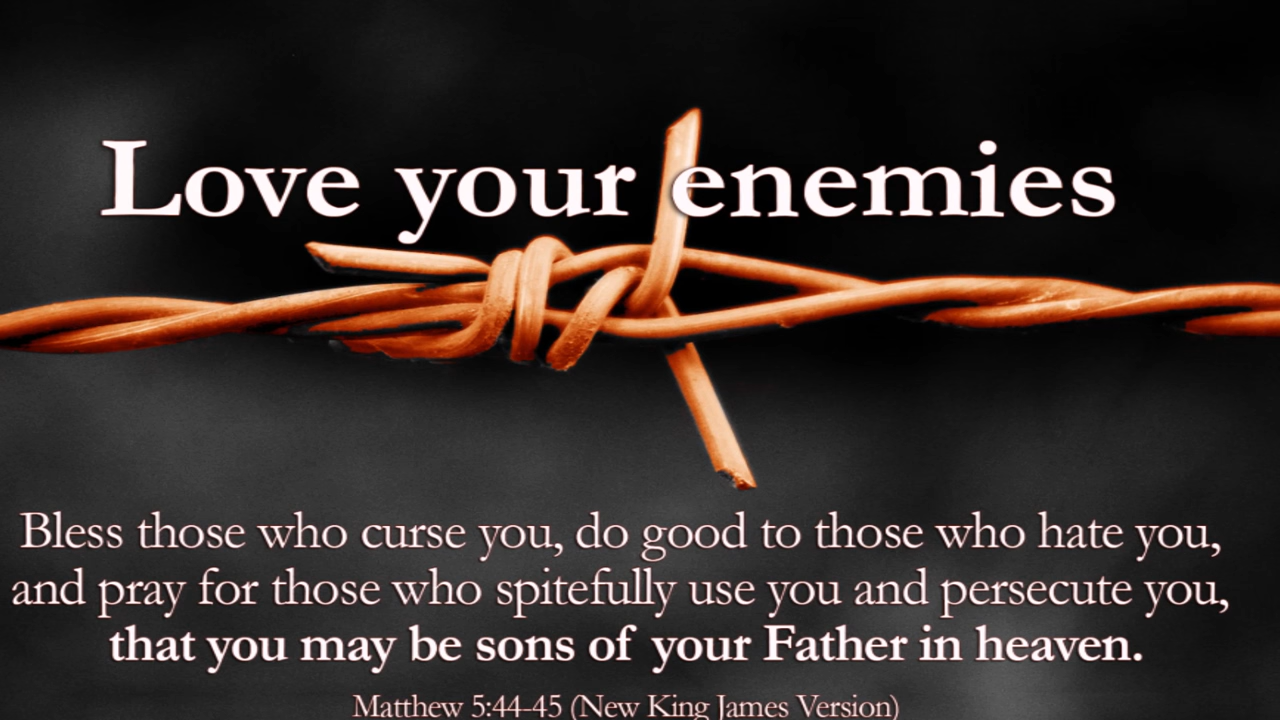 Love your enemies
Bless those who curse you, do good to those who hate you,
and pray for those who spitefully use you and persecute you,
that you may be sons of your Father in heaven.
Matthew 5:44-45 (New King James Version)